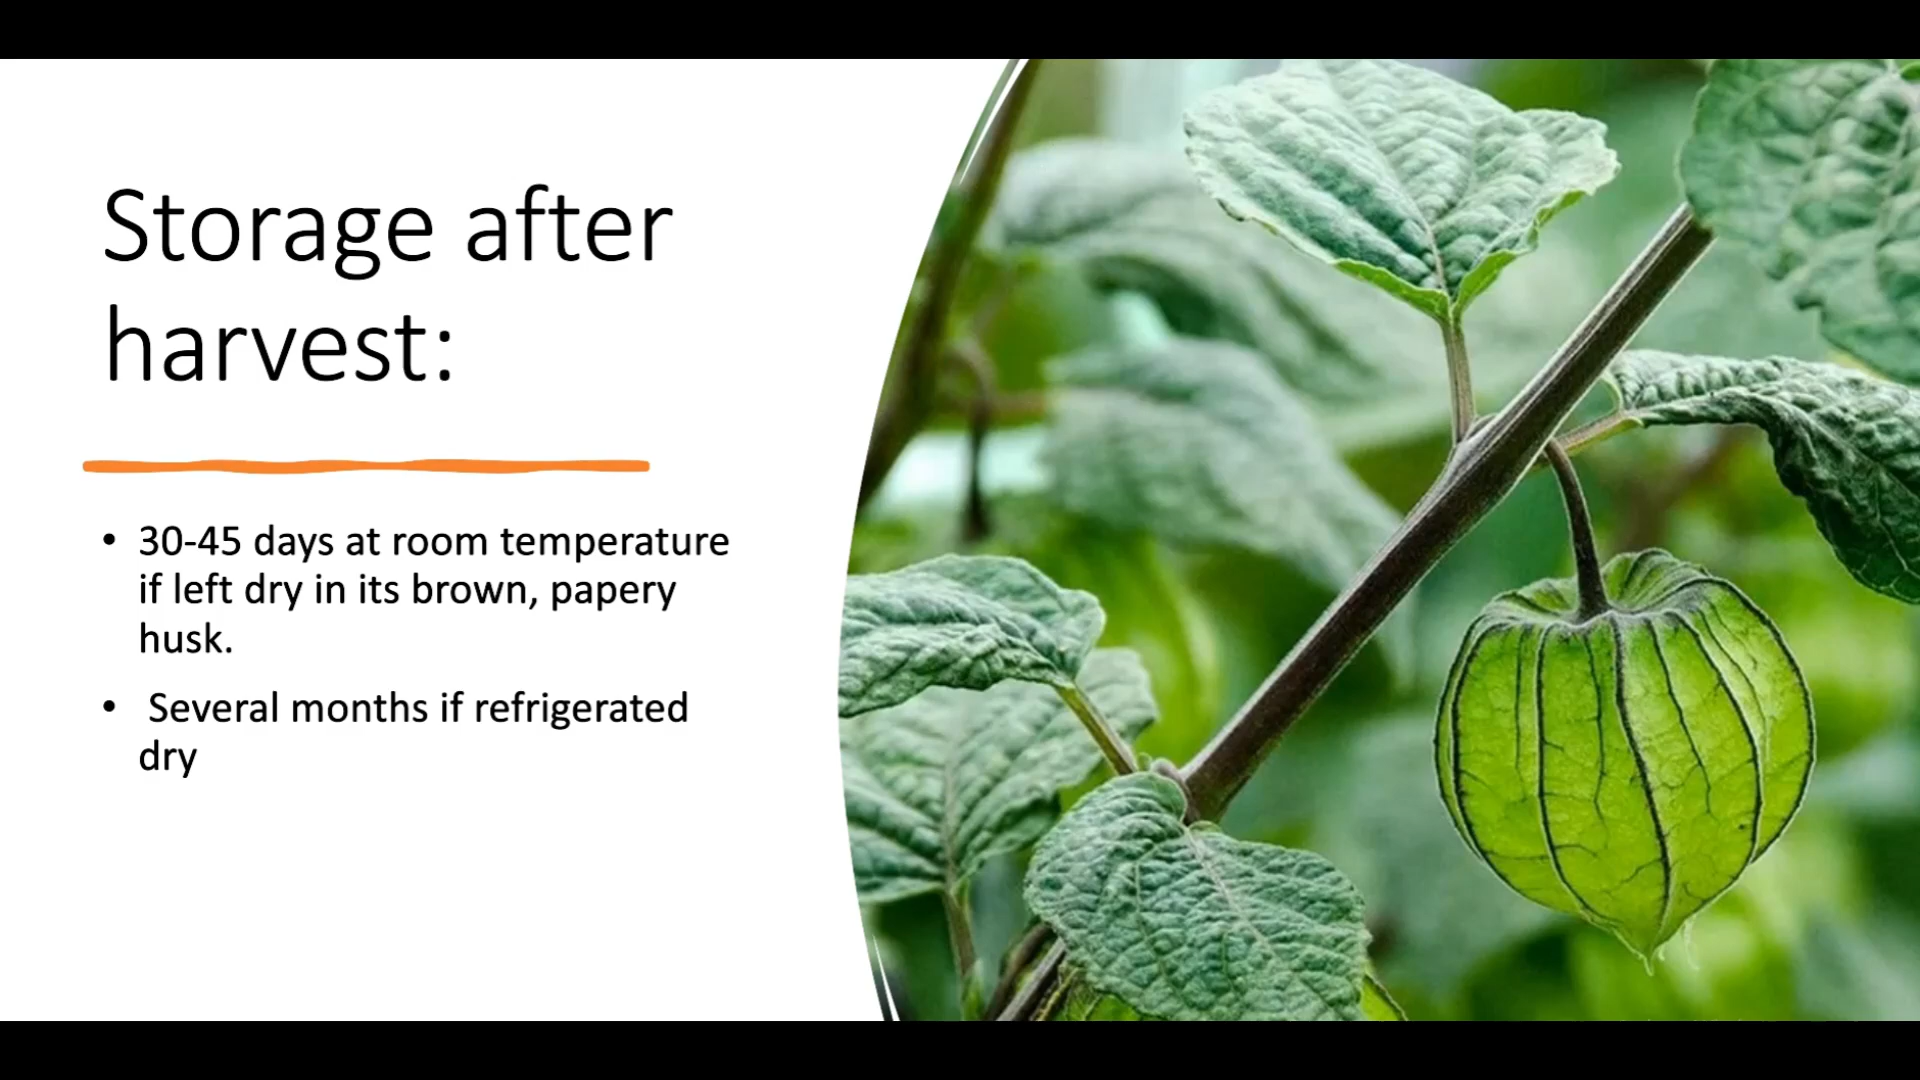 Storage after
harvest:
• 30-45 days at room temperature
if left dry in its brown, papery
husk.
• Several months if refrigerated
dry